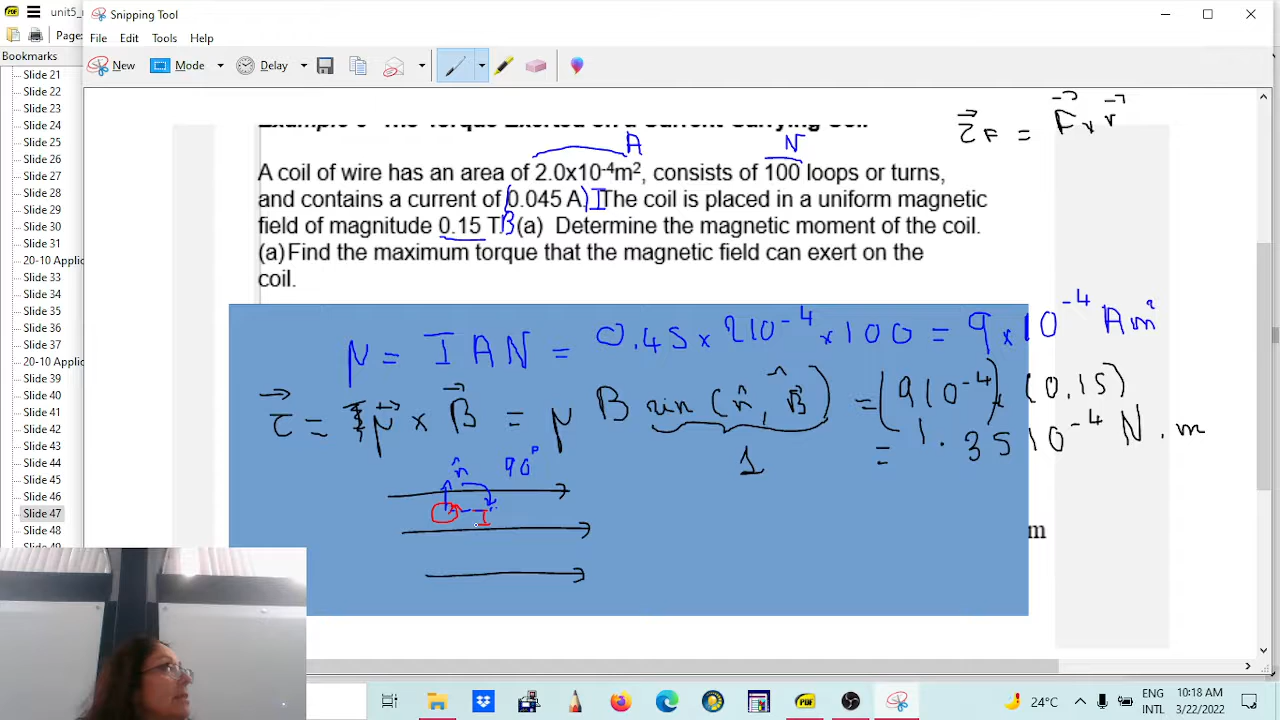 unit5_
Snipping Tool
File Edit Tools Help
New Mode Delay
Page
Bookmarks
Slide 21
Slide 22
Slide 23
Slide 24
Slide 25
Slide 26
Slide 27
Slide 28
Slide 29
Slide 30
Slide 31
20-10 Applic
Slide 33
Slide 34
Slide 35
Slide 36
20-10 Applic
Slide 38
Slide 39
Slide 40
Slide 41
Slide 42
Slide 43
Slide 44
Slide 45
Slide 46
Slide 47
Slide 48
τF = F × r
A N
A coil of wire has an area of 2.0x10-4m2, consists of 100 loops or turns,
and contains a current of (0.045 A) I The coil is placed in a uniform magnetic
field of magnitude 0.15 T B (a) Determine the magnetic moment of the coil.
(a) Find the maximum torque that the magnetic field can exert on the
coil.
μ = IAN = 0.45 × 2 10-4 × 100 = 9 × 10-4 Am²
τ = μ × B = μ B sin (n̂, B) = (9 10-4) × (0.15)
1
= 1.35 10-4 N.m
n̂ 90°
I
m
24°C
ENG
INTL
10:18 AM
3/22/2022